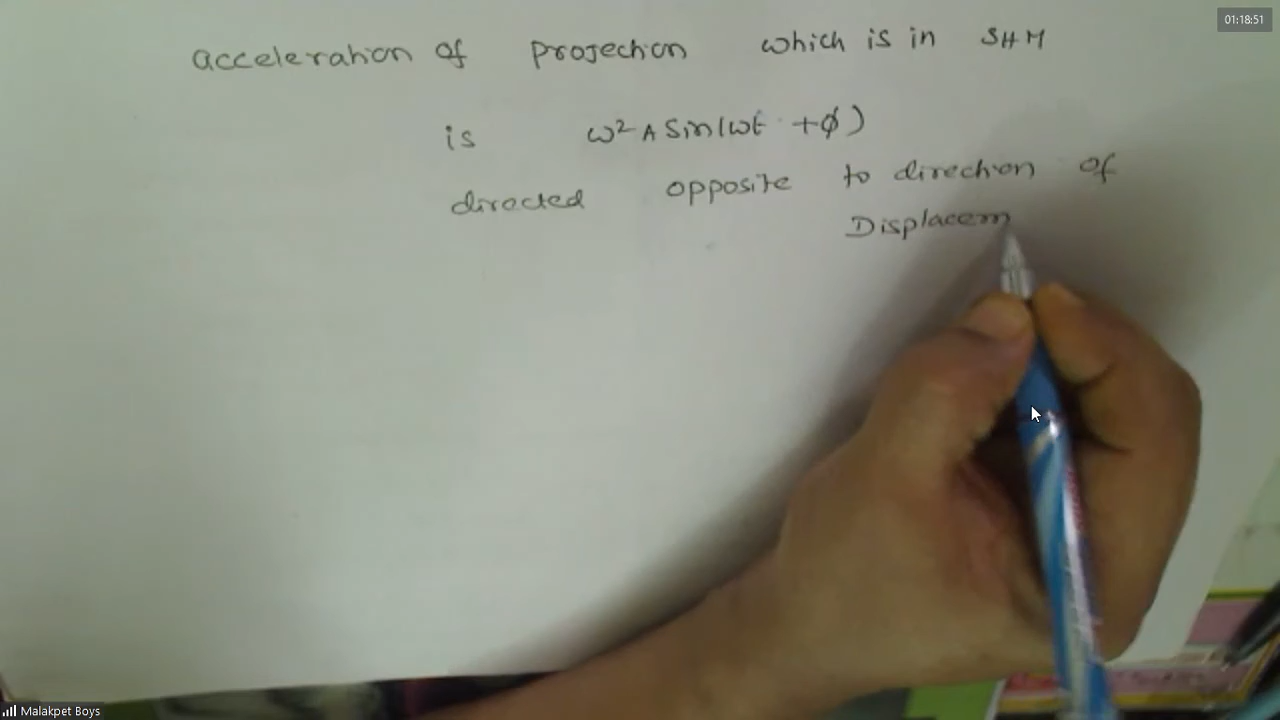 01:18:51
acceleration of projection which is in SHM
is ω² A Sin(ωt + ϕ)
directed opposite to direction of
Displacem
Malakpet Boys